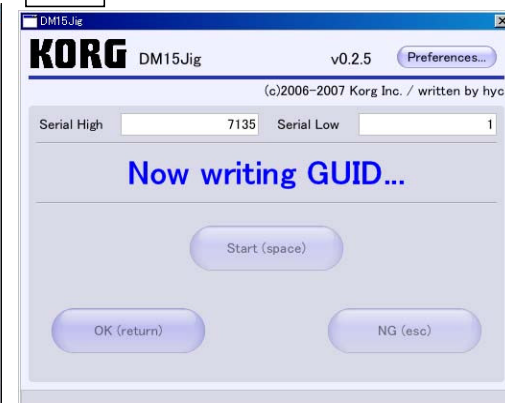 DM15Jig
KORG DM15Jig v0.2.5 Preferences...
(c)2006-2007 Korg Inc. / written by hyc
Serial High 7135 Serial Low 1
Now writing GUID...
Start (space)
OK (return) NG (esc)